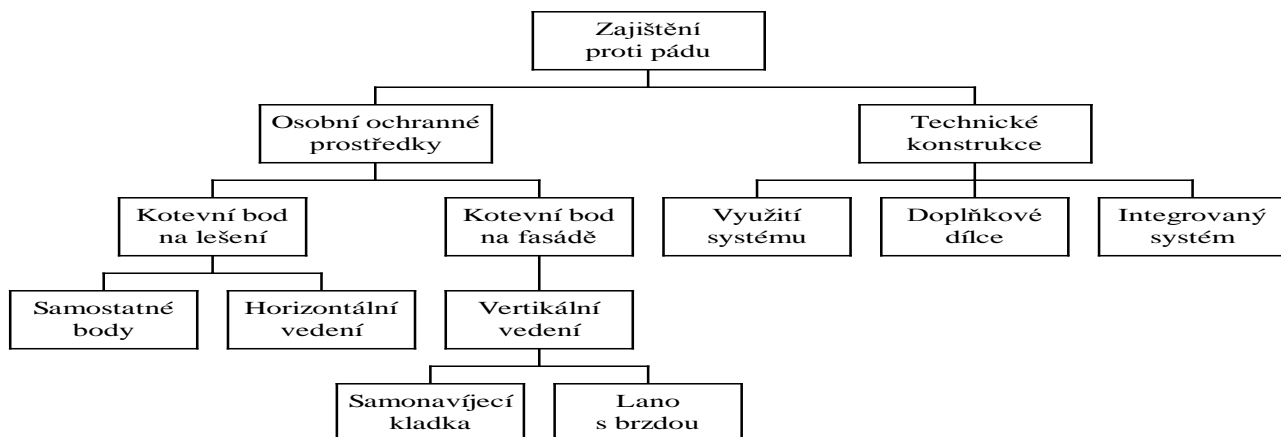 Zajištění
proti pádu
Osobní ochranné
prostředky
Technické
konstrukce
Kotevní bod
na lešení
Kotevní bod
na fasádě
Využití
systému
Doplňkové
dílce
Integrovaný
systém
Samostatné
body
Horizontální
vedení
Vertikální
vedení
Samonavíjecí
kladka
Lano
s brzdou